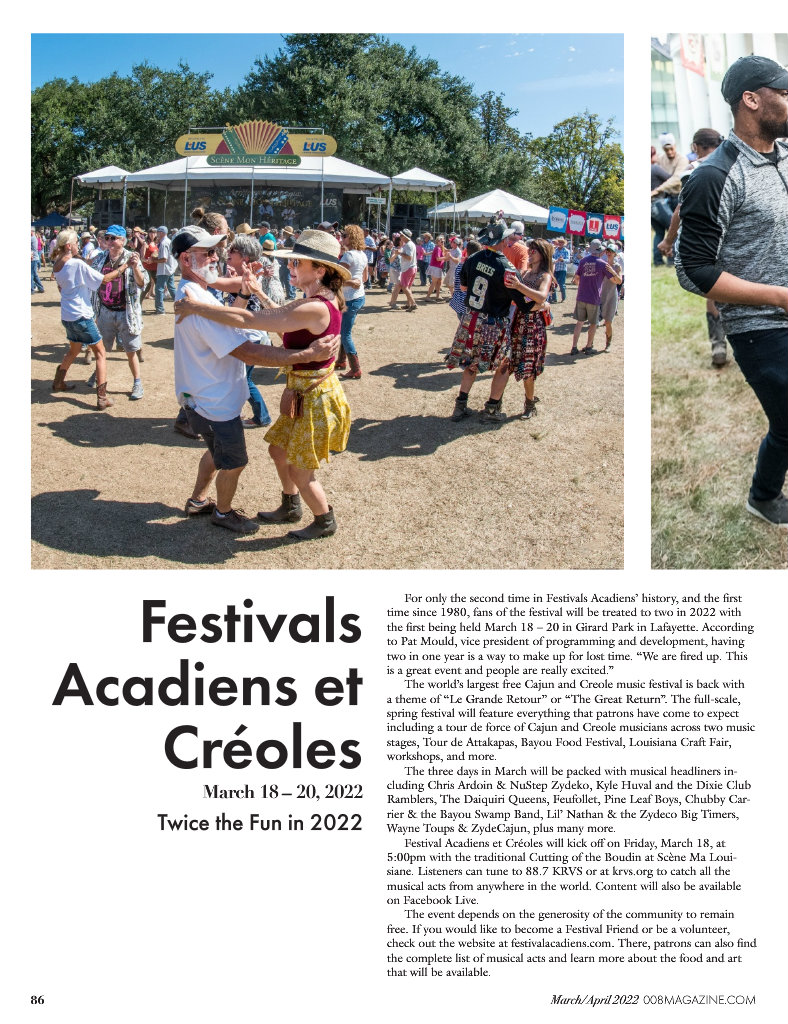 LUS
LUS
SCÈNE MON HÉRITAGE
BREES
9
LUS
Festivals
Acadiens et
Créoles
March 18 – 20, 2022
Twice the Fun in 2022
For only the second time in Festivals Acadiens' history, and the first
time since 1980, fans of the festival will be treated to two in 2022 with
the first being held March 18 – 20 in Girard Park in Lafayette. According
to Pat Mould, vice president of programming and development, having
two in one year is a way to make up for lost time. “We are fired up. This
is a great event and people are really excited.”
The world's largest free Cajun and Creole music festival is back with
a theme of “Le Grande Retour” or “The Great Return”. The full-scale,
spring festival will feature everything that patrons have come to expect
including a tour de force of Cajun and Creole musicians across two music
stages, Tour de Attakapas, Bayou Food Festival, Louisiana Craft Fair,
workshops, and more.
The three days in March will be packed with musical headliners in-
cluding Chris Ardoin & NuStep Zydeko, Kyle Huval and the Dixie Club
Ramblers, The Daiquiri Queens, Feufollet, Pine Leaf Boys, Chubby Car-
rier & the Bayou Swamp Band, Lil' Nathan & the Zydeco Big Timers,
Wayne Toups & ZydeCajun, plus many more.
Festival Acadiens et Créoles will kick off on Friday, March 18, at
5:00pm with the traditional Cutting of the Boudin at Scène Ma Loui-
siane. Listeners can tune to 88.7 KRVS or at krvs.org to catch all the
musical acts from anywhere in the world. Content will also be available
on Facebook Live.
The event depends on the generosity of the community to remain
free. If you would like to become a Festival Friend or be a volunteer,
check out the website at festivalacadiens.com. There, patrons can also find
the complete list of musical acts and learn more about the food and art
that will be available.
86
March/April 2022 008MAGAZINE.COM